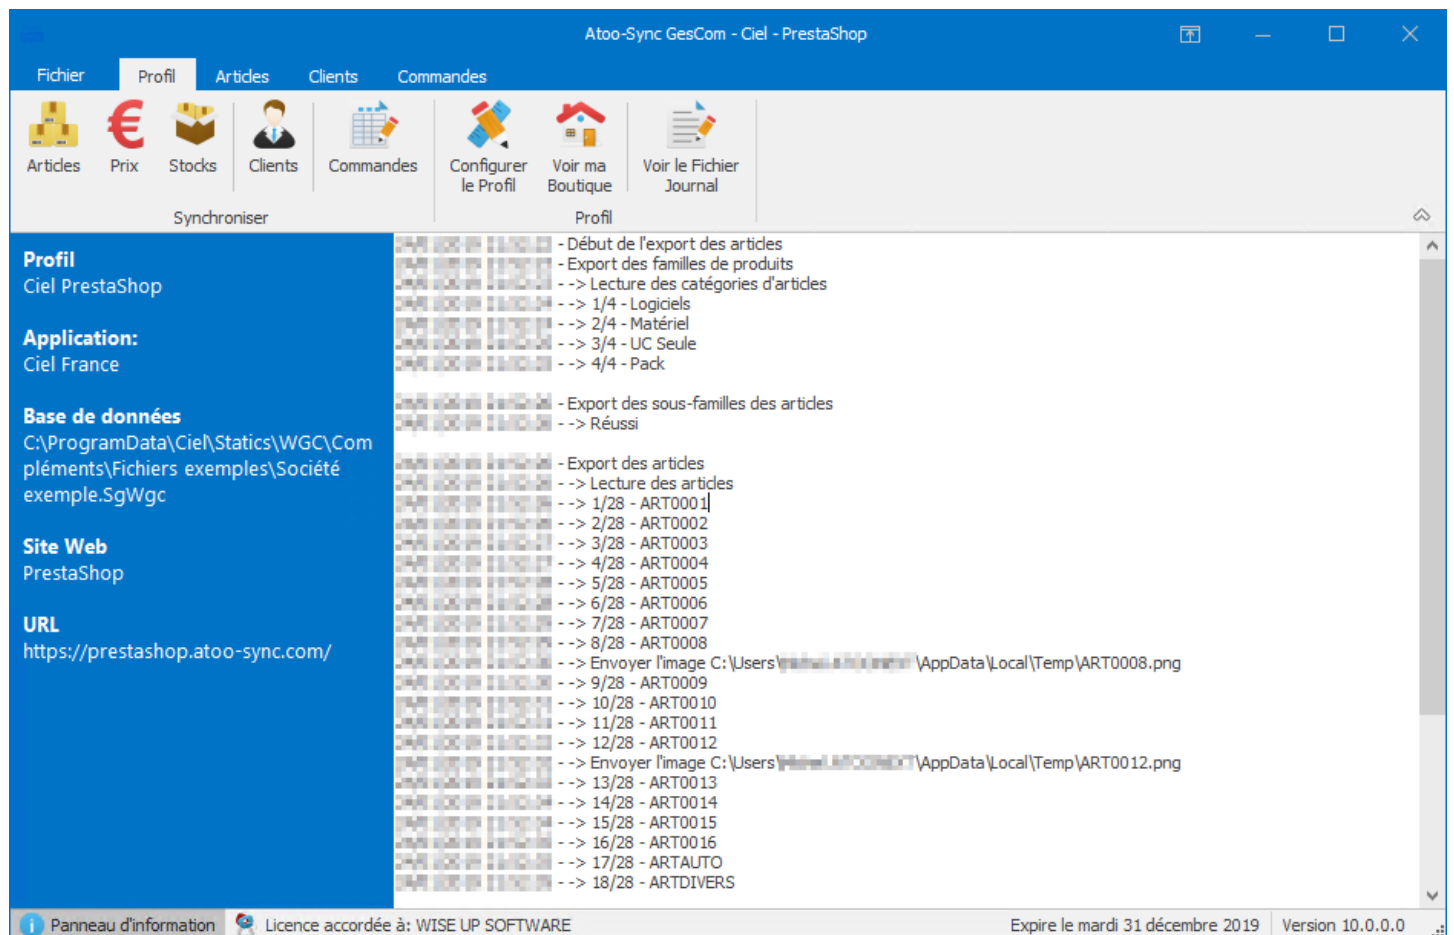 Atoo-Sync GesCom - Ciel - PrestaShop
Fichier Profil Articles Clients Commandes
Articles Prix Stocks Clients Commandes Configurer le Profil Voir ma Boutique Voir le Fichier Journal
Synchroniser Profil
Profil
Ciel PrestaShop
Application:
Ciel France
Base de données
C:\ProgramData\Ciel\Statics\WGC\Com
pléments\Fichiers exemples\Société
exemple.SgWgc
Site Web
PrestaShop
URL
https://prestashop.atoo-sync.com/
- Début de l'export des articles
- Export des familles de produits
- --> Lecture des catégories d'articles
- --> 1/4 - Logiciels
- --> 2/4 - Matériel
- --> 3/4 - UC Seule
- --> 4/4 - Pack
- Export des sous-familles des articles
- --> Réussi
- Export des articles
- --> Lecture des articles
- --> 1/28 - ART0001
- --> 2/28 - ART0002
- --> 3/28 - ART0003
- --> 4/28 - ART0004
- --> 5/28 - ART0005
- --> 6/28 - ART0006
- --> 7/28 - ART0007
- --> 8/28 - ART0008
- --> Envoyer l'image C:\Users\ \AppData\Local\Temp\ART0008.png
- --> 9/28 - ART0009
- --> 10/28 - ART0010
- --> 11/28 - ART0011
- --> 12/28 - ART0012
- --> Envoyer l'image C:\Users\ \AppData\Local\Temp\ART0012.png
- --> 13/28 - ART0013
- --> 14/28 - ART0014
- --> 15/28 - ART0015
- --> 16/28 - ART0016
- --> 17/28 - ARTAUTO
- --> 18/28 - ARTDIVERS
Panneau d'information Licence accordée à: WISE UP SOFTWARE Expire le mardi 31 décembre 2019 Version 10.0.0.0